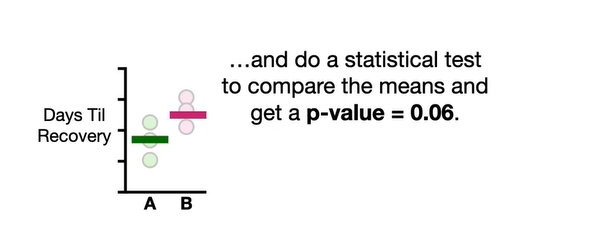 …and do a statistical test
to compare the means and
get a p-value = 0.06.
Days Til
Recovery
A B